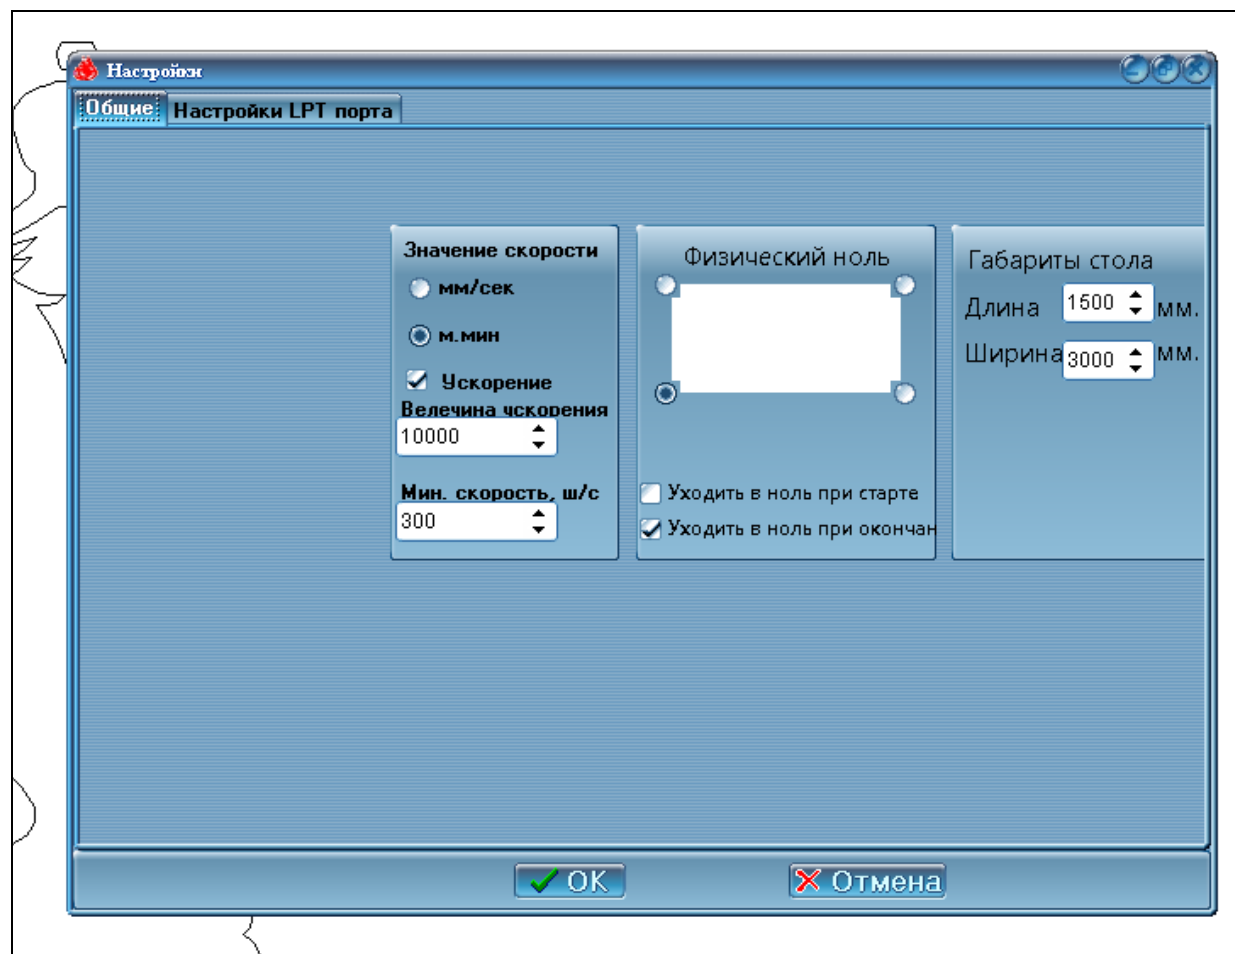 Настройки
Общие
Настройки LPT порта
Значение скорости
мм/сек
м.мин
Ускорение
Велечина ускорения
10000
Мин. скорость, ш/с
300
Физический ноль
Уходить в ноль при старте
Уходить в ноль при окончан
Габариты стола
Длина 1500 мм.
Ширина 3000 мм.
OK
Отмена